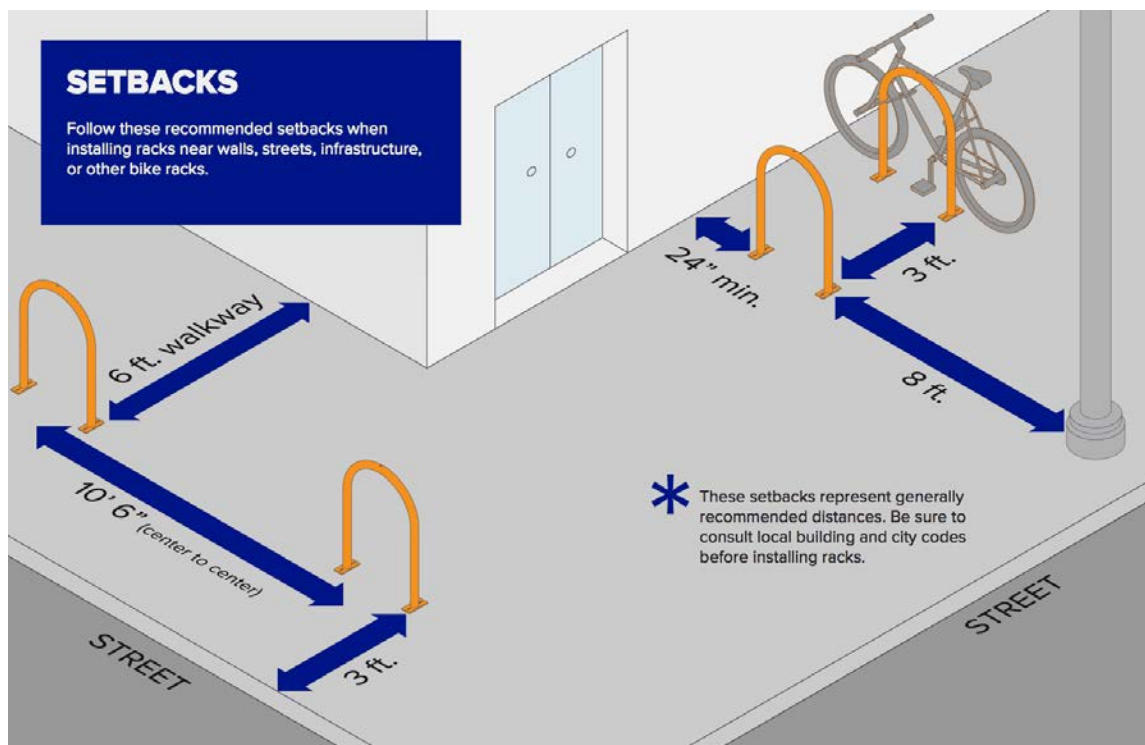 SETBACKS
Follow these recommended setbacks when
installing racks near walls, streets, infrastructure,
or other bike racks.
24” min.
3 ft.
6 ft. walkway
8 ft.
10’ 6” (center to center)
These setbacks represent generally
recommended distances. Be sure to
consult local building and city codes
before installing racks.
STREET
STREET
3 ft.